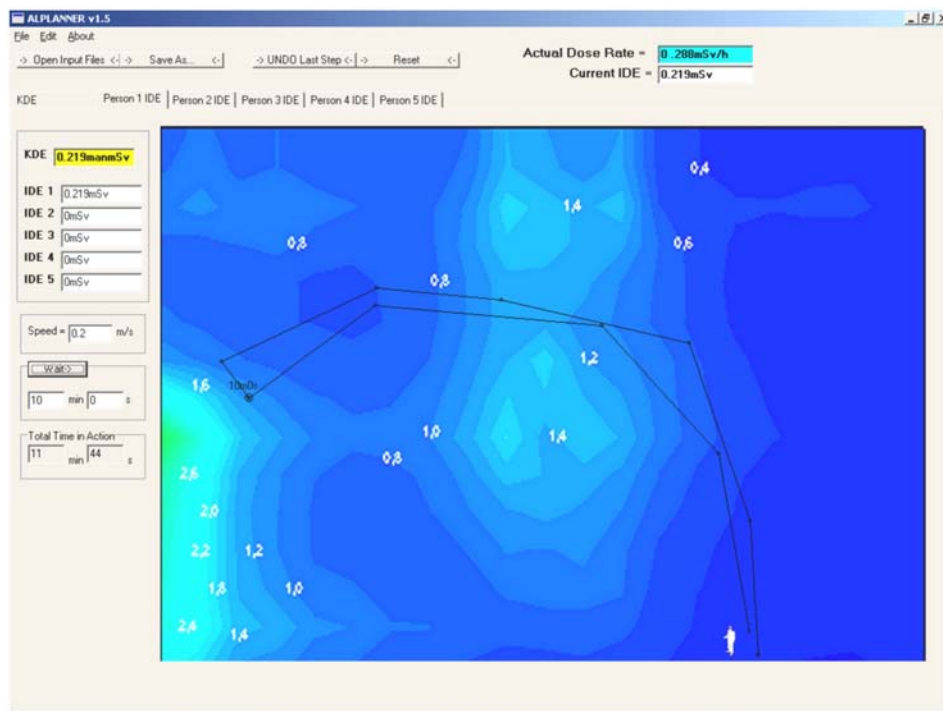 ALPLANNER v1.5
File Edit About
-> Open Input Files <- -> Save As... <- -> UNDO Last Step <- -> Reset <-
Actual Dose Rate = 0.288mSv/h
Current IDE = 0.219mSv
KDE Person 1 IDE Person 2 IDE Person 3 IDE Person 4 IDE Person 5 IDE
KDE 0.219manmSv
IDE 1 0.219mSv
IDE 2 0mSv
IDE 3 0mSv
IDE 4 0mSv
IDE 5 0mSv
Speed = 0.2 m/s
Wait->
10 min 0 s
Total Time in Action
11 min 44 s
0,4
1,4
0,8 0,6
0,8
1,2
1,6
1,0 1,4
0,8
2,6
2,0
2,2 1,2
1,8 1,0
2,4 1,4